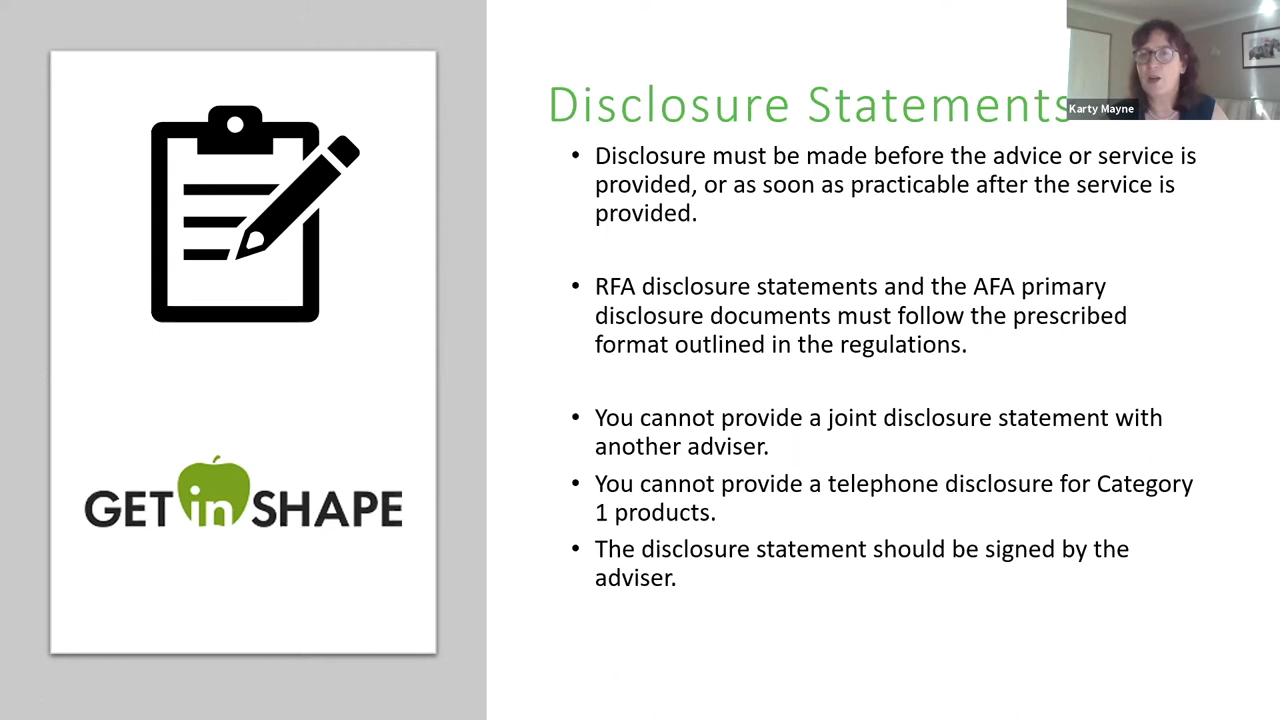 Disclosure Statements
Karty Mayne
• Disclosure must be made before the advice or service is
provided, or as soon as practicable after the service is
provided.
• RFA disclosure statements and the AFA primary
disclosure documents must follow the prescribed
format outlined in the regulations.
• You cannot provide a joint disclosure statement with
another adviser.
• You cannot provide a telephone disclosure for Category
1 products.
• The disclosure statement should be signed by the
adviser.
GET in SHAPE